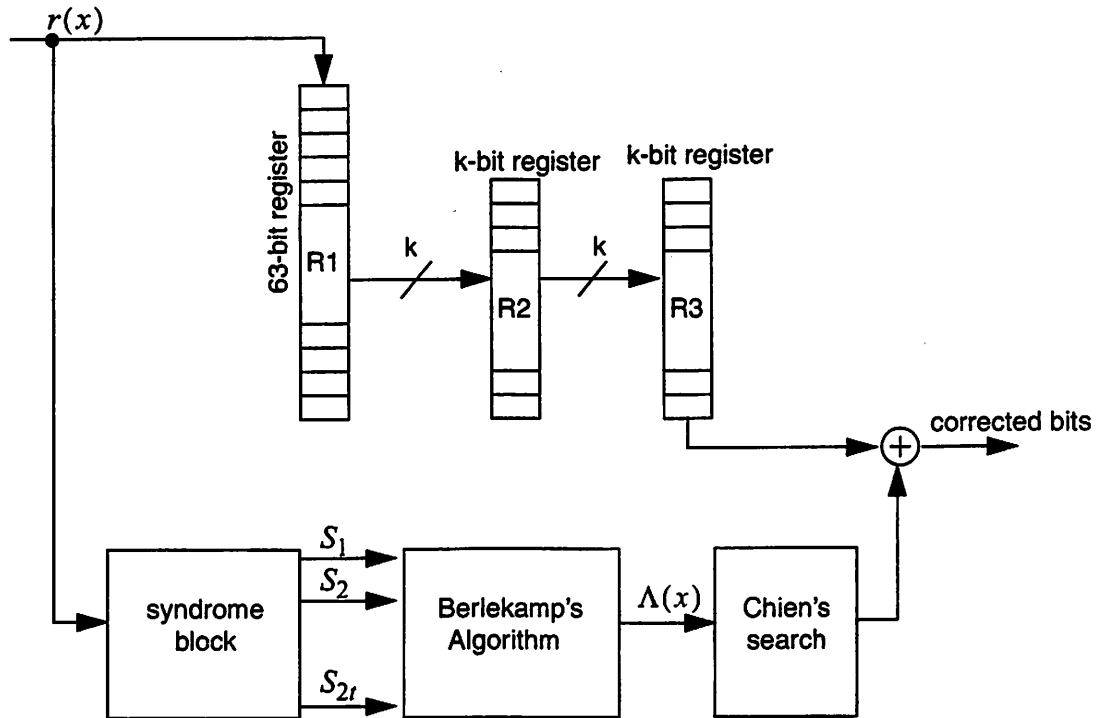 r(x)
63-bit register
R1
k
k-bit register
R2
k
k-bit register
R3
corrected bits
syndrome
block
S1
S2
S2t
Berlekamp's
Algorithm
Λ(x)
Chien's
search